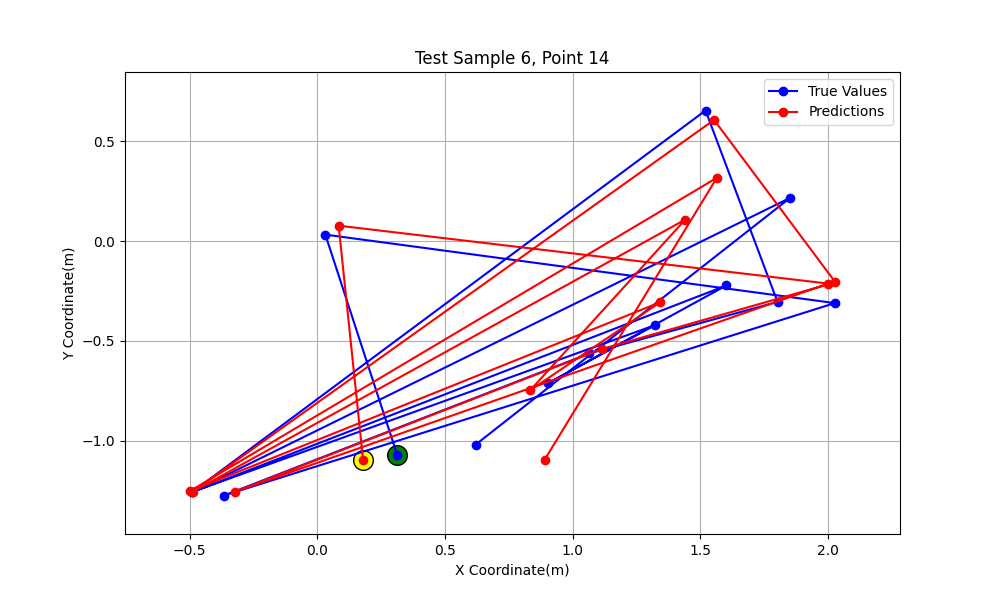 Test Sample 6, Point 14
True Values
Predictions
0.5
0.0
−0.5
−1.0
Y Coordinate(m)
−0.5
0.0
0.5
1.0
1.5
2.0
X Coordinate(m)